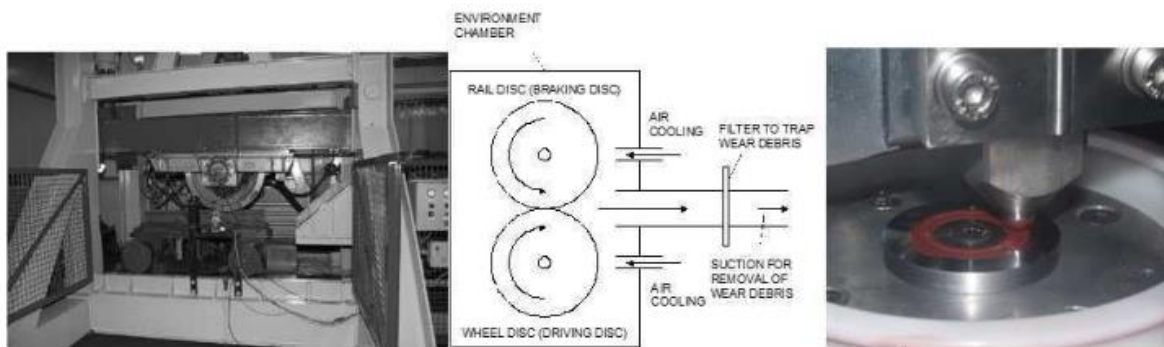 ENVIRONMENT
CHAMBER
RAIL DISC (BRAKING DISC)
AIR
COOLING
FILTER TO TRAP
WEAR DEBRIS
AIR
COOLING
SUCTION FOR
REMOVAL OF
WEAR DEBRIS
WHEEL DISC (DRIVING DISC)